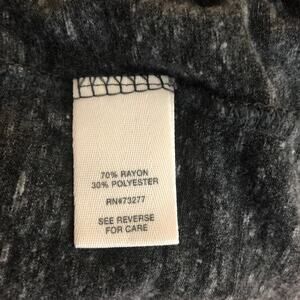 70% RAYON
30% POLYESTER
RN#73277
SEE REVERSE
FOR CARE